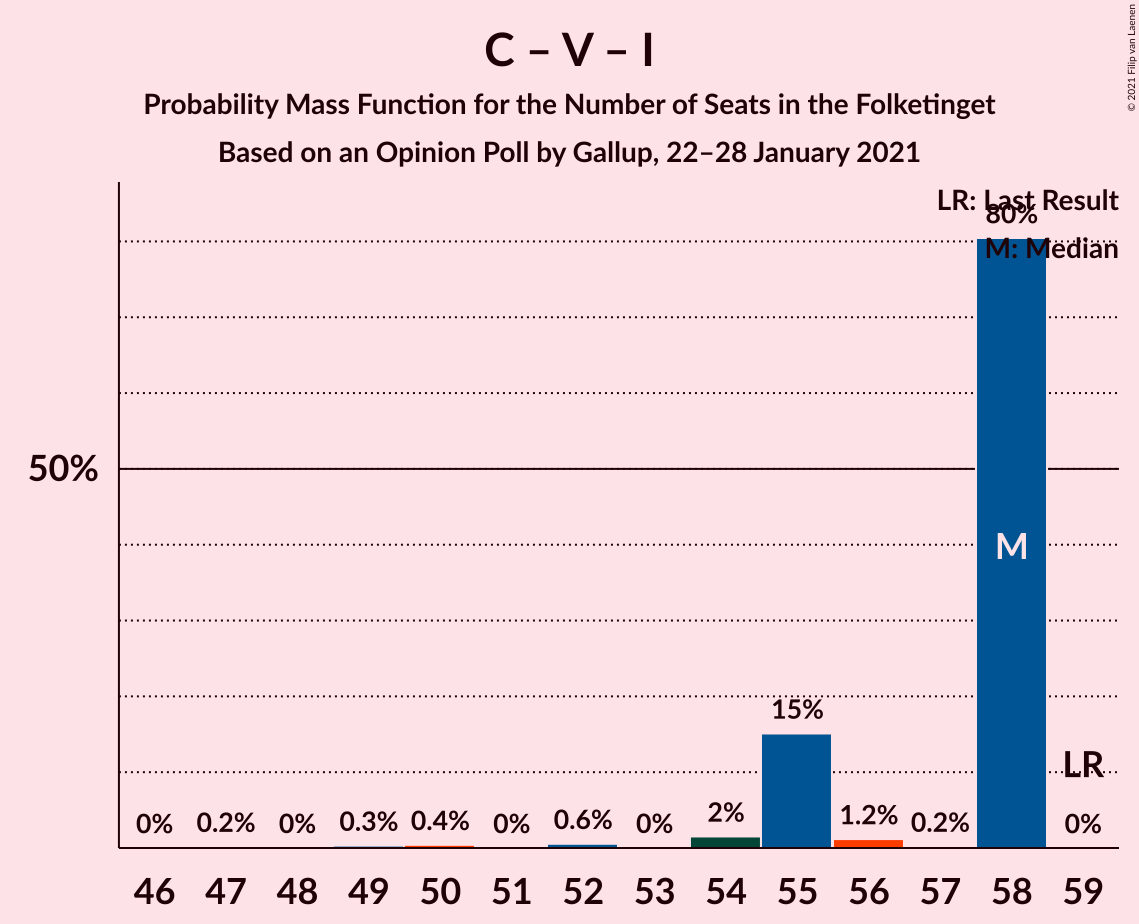 C – V – I
Probability Mass Function for the Number of Seats in the Folketinget
Based on an Opinion Poll by Gallup, 22–28 January 2021
© 2021 Filip van Laenen
LR: Last Result
80%
M: Median
50%
M
15%
LR
0% 0.2% 0% 0.3% 0.4% 0% 0.6% 0% 2% 1.2% 0.2% 0%
46 47 48 49 50 51 52 53 54 55 56 57 58 59